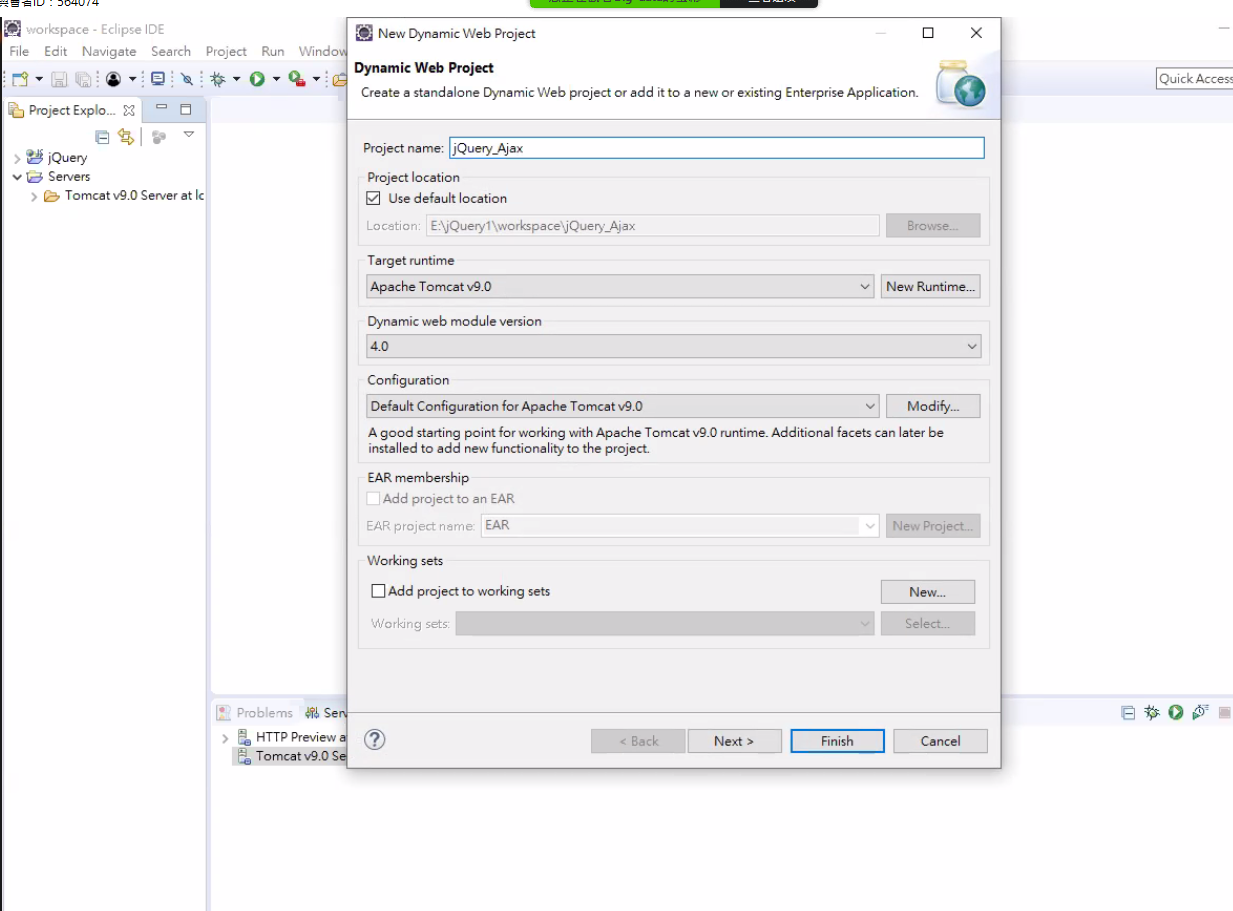 與會者ID：564074
workspace - Eclipse IDE
File Edit Navigate Search Project Run Window
Quick Access
Project Explo...
jQuery
Servers
Tomcat v9.0 Server at lc
New Dynamic Web Project
Dynamic Web Project
Create a standalone Dynamic Web project or add it to a new or existing Enterprise Application.
Project name: jQuery_Ajax
Project location
Use default location
Location: E:\jQuery1\workspace\jQuery_Ajax Browse...
Target runtime
Apache Tomcat v9.0 New Runtime...
Dynamic web module version
4.0
Configuration
Default Configuration for Apache Tomcat v9.0 Modify...
A good starting point for working with Apache Tomcat v9.0 runtime. Additional facets can later be
installed to add new functionality to the project.
EAR membership
Add project to an EAR
EAR project name: EAR New Project...
Working sets
Add project to working sets New...
Working sets: Select...
? < Back Next > Finish Cancel
Problems Serv
HTTP Preview a
Tomcat v9.0 Se